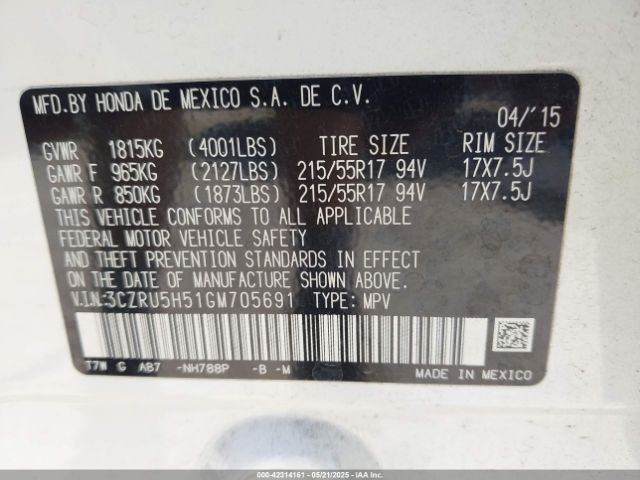 MFD.BY HONDA DE MEXICO S.A. DE C.V.
04/'15
GVWR 1815KG (4001LBS) TIRE SIZE RIM SIZE
GAWR F 965KG (2127LBS) 215/55R17 94V 17X7.5J
GAWR R 850KG (1873LBS) 215/55R17 94V 17X7.5J
THIS VEHICLE CONFORMS TO ALL APPLICABLE
FEDERAL MOTOR VEHICLE SAFETY
AND THEFT PREVENTION STANDARDS IN EFFECT
ON THE DATE OF MANUFACTURE SHOWN ABOVE.
V.I.N:3CZRU5H51GM705691 TYPE: MPV
T7W G AB7 -NH788P -B -M
MADE IN MEXICO
000-42314161 | 05/21/2025 - IAAI.COM